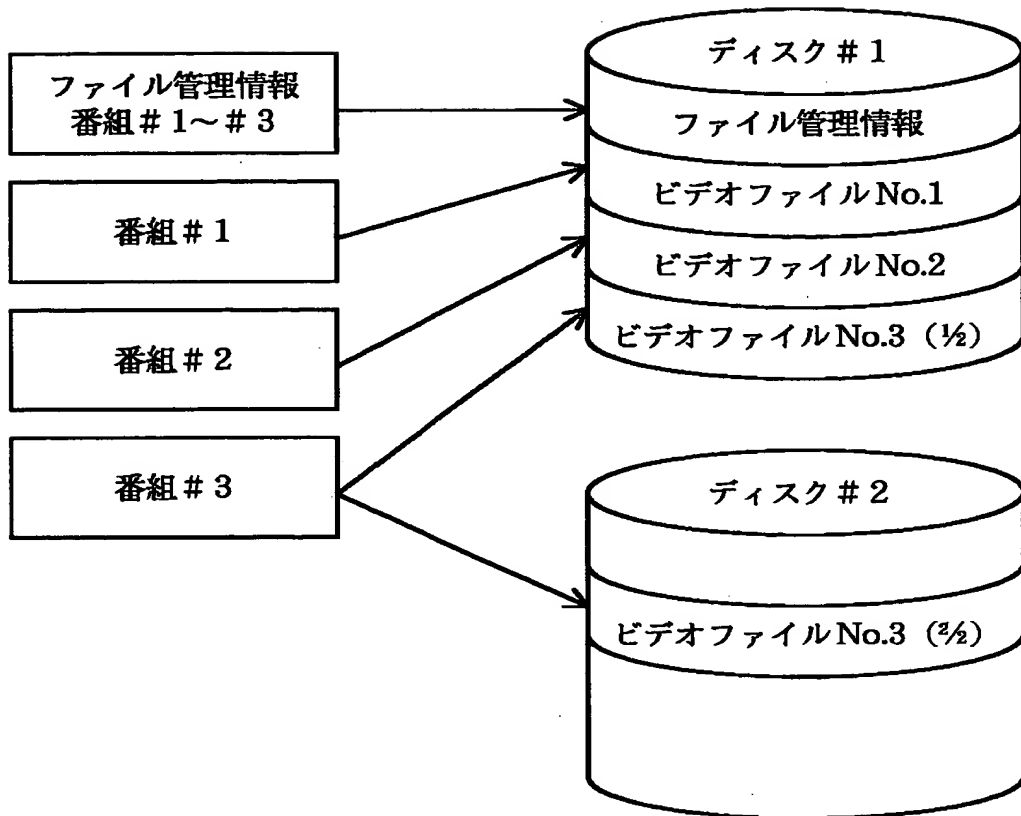 ファイル管理情報
番組＃1～＃3
番組＃1
番組＃2
番組＃3
ディスク＃1
ファイル管理情報
ビデオファイルNo.1
ビデオファイルNo.2
ビデオファイルNo.3（½）
ディスク＃2
ビデオファイルNo.3（²⁄₂）